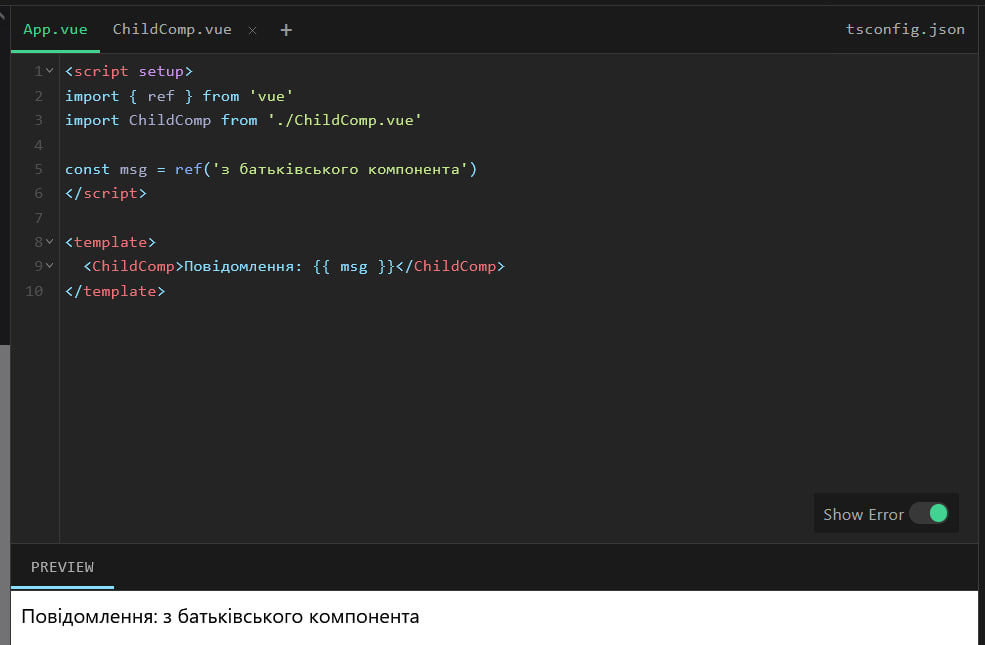 App.vue ChildComp.vue × + tsconfig.json
1 <script setup>
2 import { ref } from 'vue'
3 import ChildComp from './ChildComp.vue'
4
5 const msg = ref('з батьківського компонента')
6 </script>
7
8 <template>
9 <ChildComp>Повідомлення: {{ msg }}</ChildComp>
10 </template>
Show Error
PREVIEW
Повідомлення: з батьківського компонента